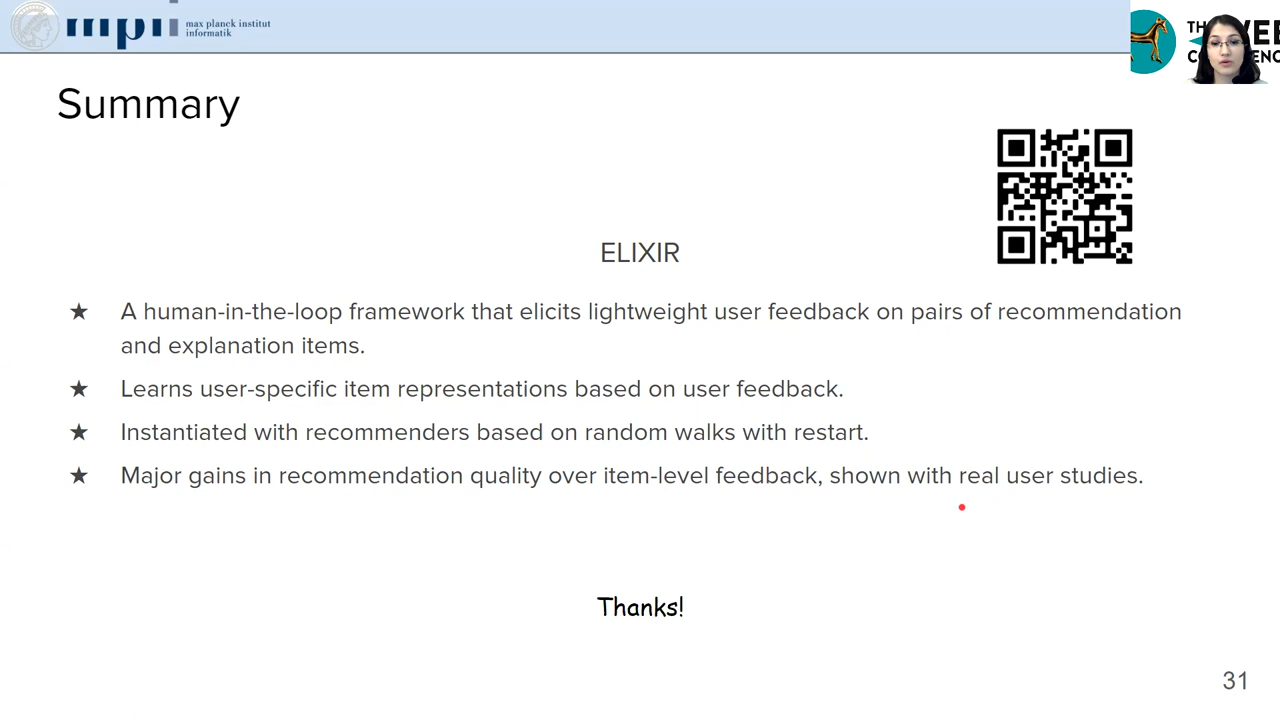 max planck institut
informatik
Summary
ELIXIR
★ A human-in-the-loop framework that elicits lightweight user feedback on pairs of recommendation
and explanation items.
★ Learns user-specific item representations based on user feedback.
★ Instantiated with recommenders based on random walks with restart.
★ Major gains in recommendation quality over item-level feedback, shown with real user studies.
Thanks!
31